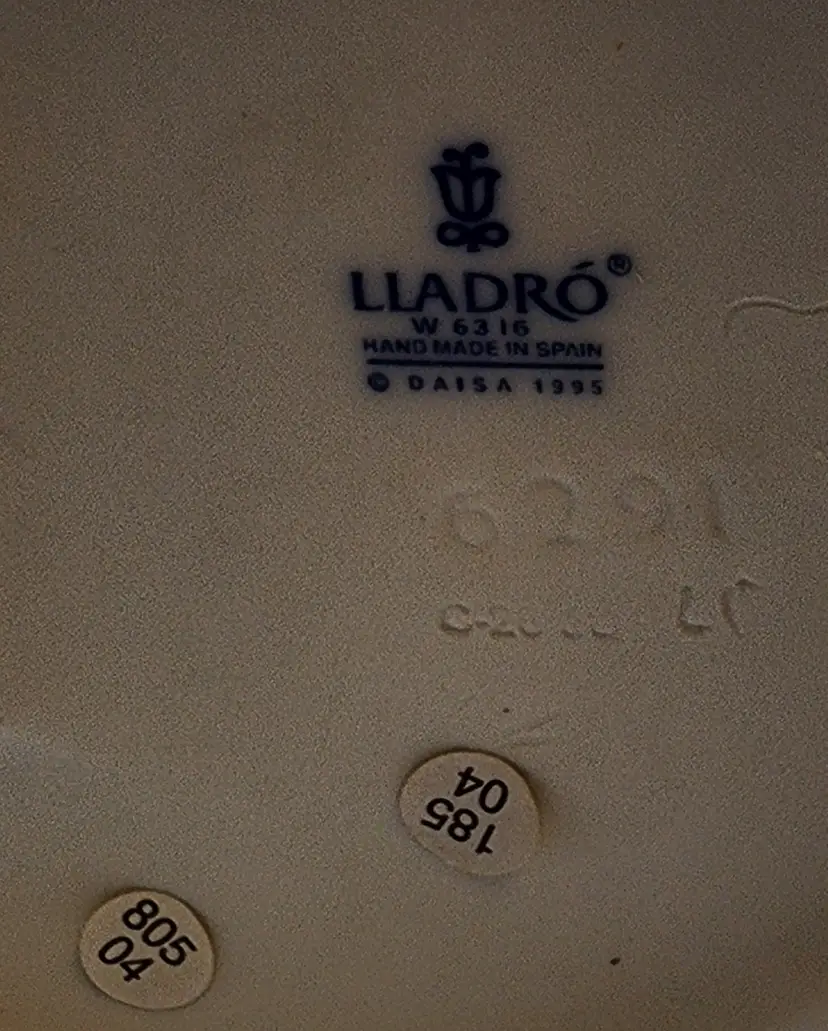 LLADRÓ®
W 6316
HAND MADE IN SPAIN
© DAISA 1995
04
185
805
04